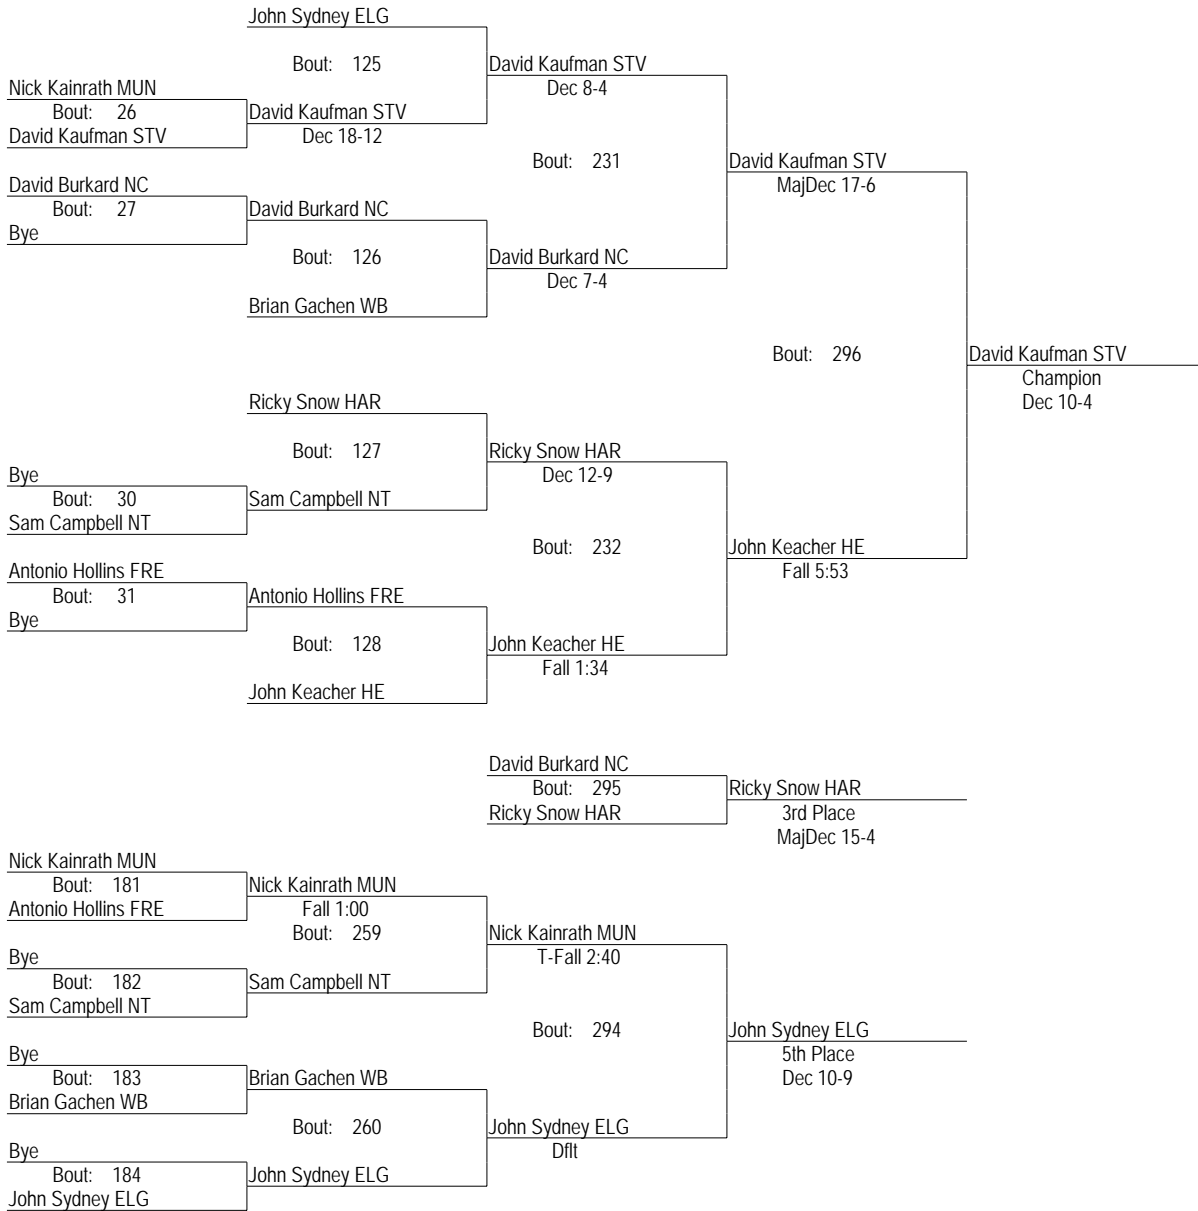 John Sydney ELG
Bout: 125
David Kaufman STV
Dec 8-4
Nick Kainrath MUN
Bout: 26
David Kaufman STV
David Kaufman STV
Dec 18-12
Bout: 231
David Kaufman STV
MajDec 17-6
David Burkard NC
Bout: 27
Bye
David Burkard NC
Bout: 126
David Burkard NC
Dec 7-4
Brian Gachen WB
Bout: 296
David Kaufman STV
Champion
Dec 10-4
Ricky Snow HAR
Bout: 127
Ricky Snow HAR
Dec 12-9
Bye
Bout: 30
Sam Campbell NT
Sam Campbell NT
Bout: 232
John Keacher HE
Fall 5:53
Antonio Hollins FRE
Bout: 31
Bye
Antonio Hollins FRE
Bout: 128
John Keacher HE
Fall 1:34
John Keacher HE
David Burkard NC
Bout: 295
Ricky Snow HAR
Ricky Snow HAR
3rd Place
MajDec 15-4
Nick Kainrath MUN
Bout: 181
Antonio Hollins FRE
Nick Kainrath MUN
Fall 1:00
Bout: 259
Nick Kainrath MUN
T-Fall 2:40
Bye
Bout: 182
Sam Campbell NT
Sam Campbell NT
Bout: 294
John Sydney ELG
5th Place
Dec 10-9
Bye
Bout: 183
Brian Gachen WB
Brian Gachen WB
Bout: 260
John Sydney ELG
Dflt
Bye
Bout: 184
John Sydney ELG
John Sydney ELG